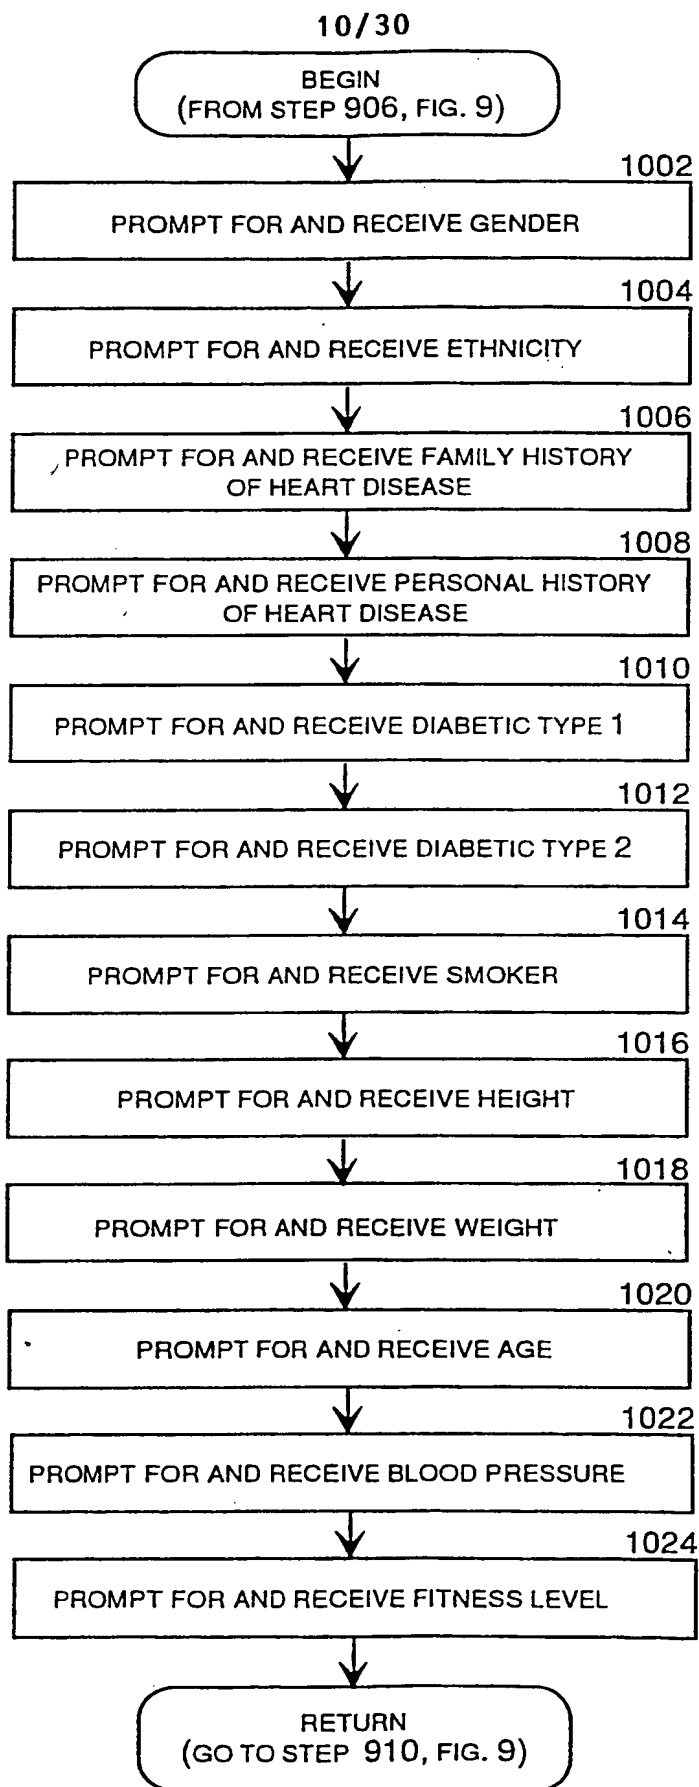 10/30
BEGIN
(FROM STEP 906, FIG. 9)
1002
PROMPT FOR AND RECEIVE GENDER
1004
PROMPT FOR AND RECEIVE ETHNICITY
1006
PROMPT FOR AND RECEIVE FAMILY HISTORY
OF HEART DISEASE
1008
PROMPT FOR AND RECEIVE PERSONAL HISTORY
OF HEART DISEASE
1010
PROMPT FOR AND RECEIVE DIABETIC TYPE 1
1012
PROMPT FOR AND RECEIVE DIABETIC TYPE 2
1014
PROMPT FOR AND RECEIVE SMOKER
1016
PROMPT FOR AND RECEIVE HEIGHT
1018
PROMPT FOR AND RECEIVE WEIGHT
1020
PROMPT FOR AND RECEIVE AGE
1022
PROMPT FOR AND RECEIVE BLOOD PRESSURE
1024
PROMPT FOR AND RECEIVE FITNESS LEVEL
RETURN
(GO TO STEP 910, FIG. 9)